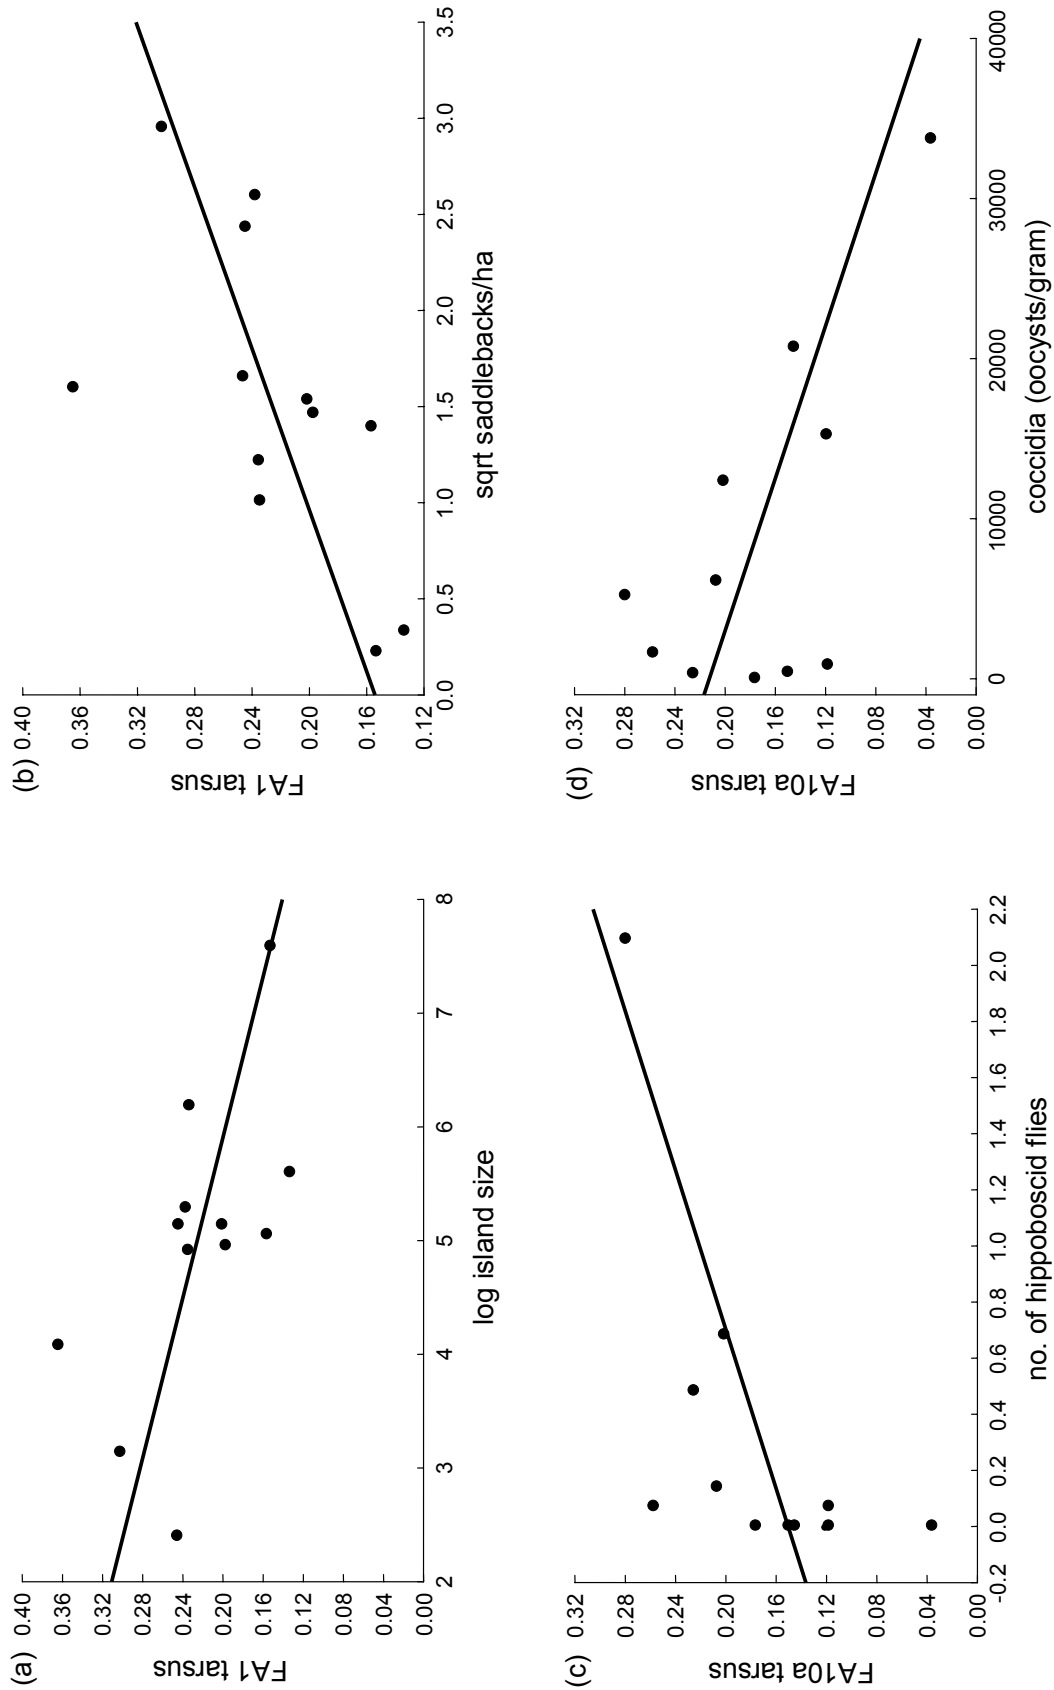 (a)
FA1 tarsus
0.40
0.36
0.32
0.28
0.24
0.20
0.16
0.12
0.08
0.04
0.00
2 3 4 5 6 7 8
log island size
(b)
FA1 tarsus
0.40
0.36
0.32
0.28
0.24
0.20
0.16
0.12
0.0 0.5 1.0 1.5 2.0 2.5 3.0 3.5
sqrt saddlebacks/ha
(c)
FA10a tarsus
0.32
0.28
0.24
0.20
0.16
0.12
0.08
0.04
0.00
-0.2 0.0 0.2 0.4 0.6 0.8 1.0 1.2 1.4 1.6 1.8 2.0 2.2
no. of hippoboscid flies
(d)
FA10a tarsus
0.32
0.28
0.24
0.20
0.16
0.12
0.08
0.04
0.00
0 10000 20000 30000 40000
coccidia (oocysts/gram)